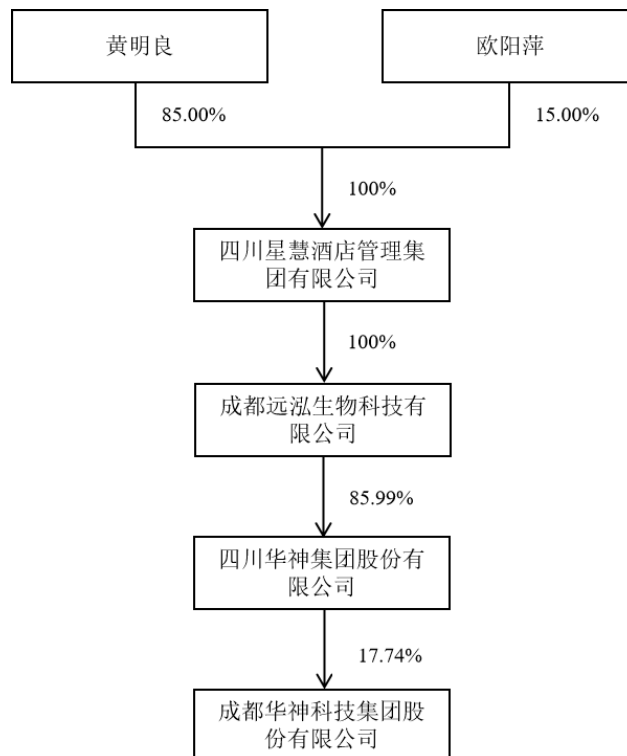 黄明良
欧阳萍
85.00%
15.00%
100%
四川星慧酒店管理集
团有限公司
100%
成都远泓生物科技有
限公司
85.99%
四川华神集团股份有
限公司
17.74%
成都华神科技集团股
份有限公司